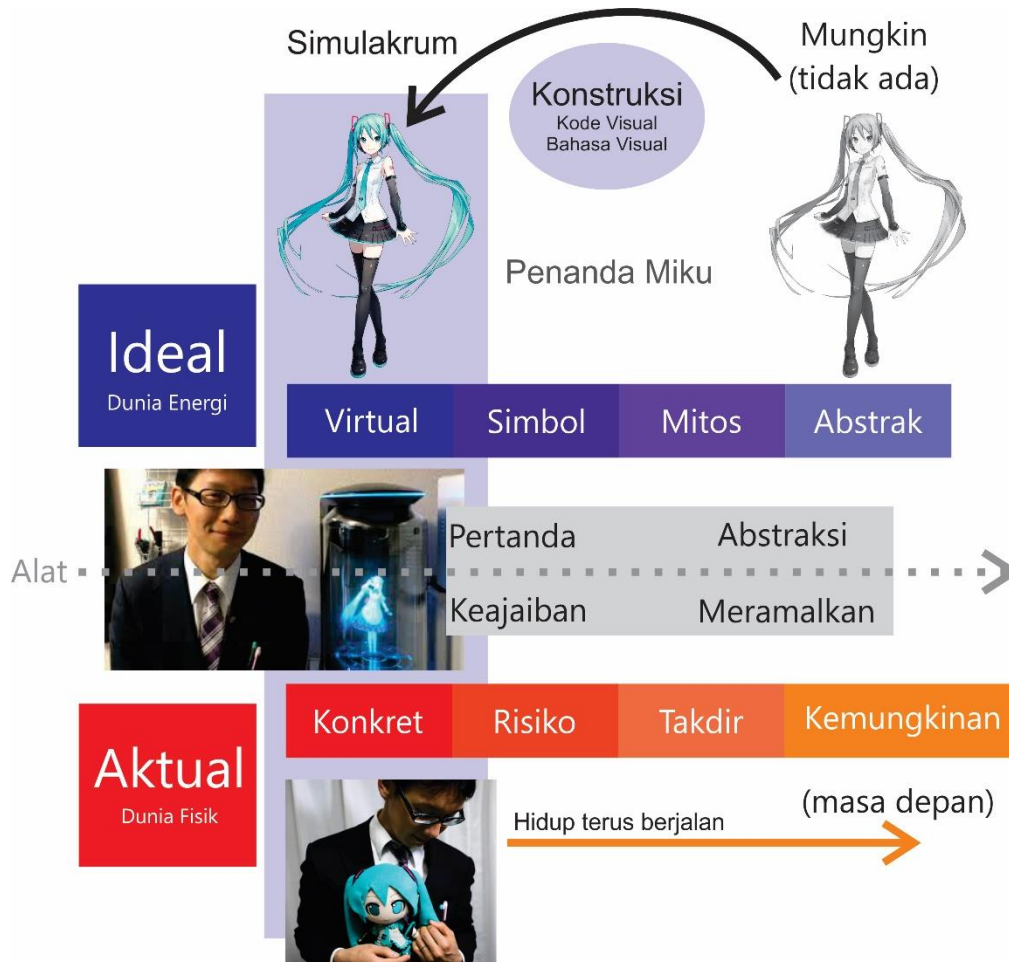 Simulakrum
Mungkin
(tidak ada)
Konstruksi
Kode Visual
Bahasa Visual
Penanda Miku
Ideal
Dunia Energi
Virtual
Simbol
Mitos
Abstrak
Pertanda
Abstraksi
Alat
Keajaiban
Meramalkan
Konkret
Risiko
Takdir
Kemungkinan
Aktual
Dunia Fisik
(masa depan)
Hidup terus berjalan